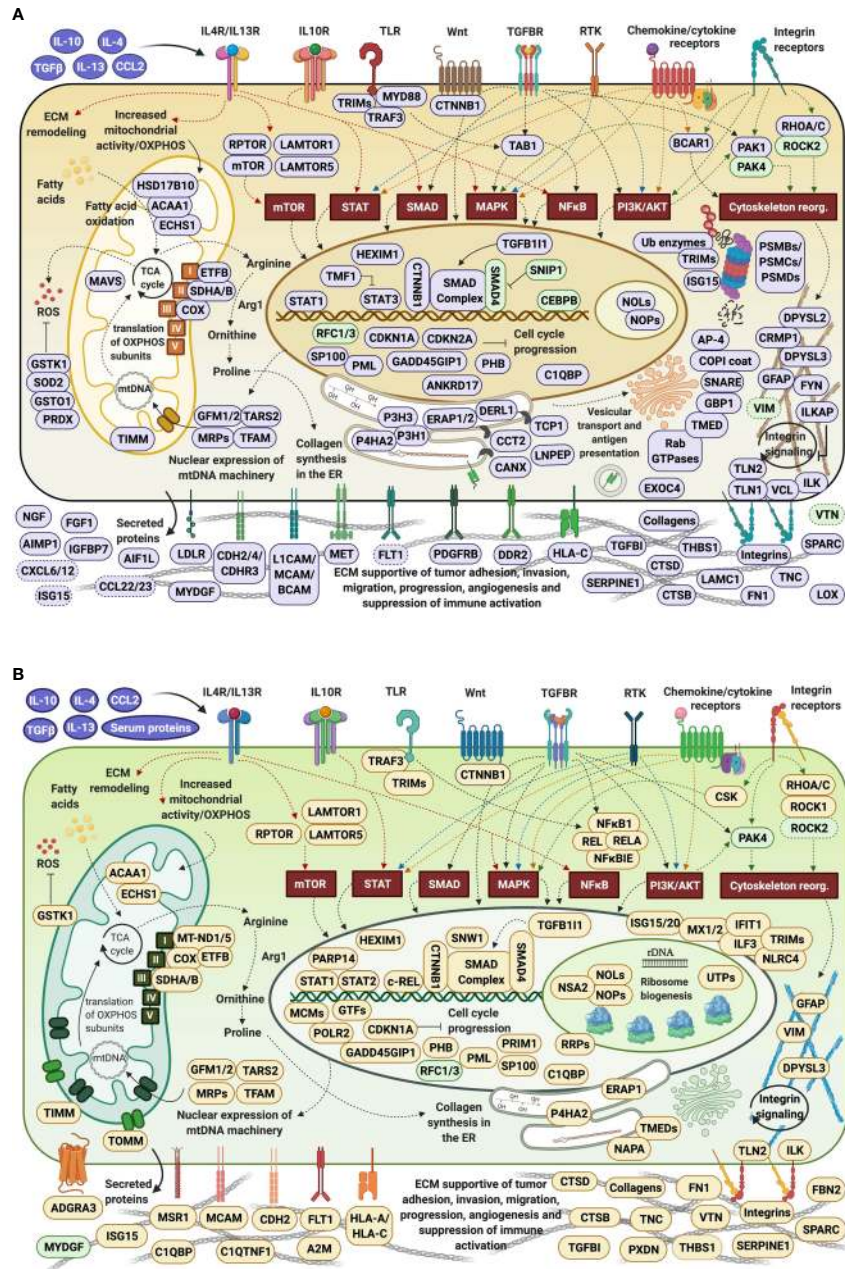 A
IL-10
IL-4
TGFβ
IL-13
CCL2
IL4R/IL13R
IL10R
TLR
Wnt
TGFBR
RTK
Chemokine/cytokine
receptors
Integrin
receptors
ECM
remodeling
Increased
mitochondrial
activity/OXPHOS
TRIMs
MYD88
TRAF3
CTNNB1
TAB1
BCAR1
PAK1
PAK4
RHOA/C
ROCK2
RPTOR
LAMTOR1
mTOR
LAMTOR5
Fatty
acids
HSD17B10
ACAA1
ECHS1
Fatty acid
oxidation
mTOR
STAT
SMAD
MAPK
NFκB
PI3K/AKT
Cytoskeleton reorg.
MAVS
TCA
cycle
I
II
III
IV
V
ETFB
SDHA/B
COX
ROS
translation
of OXPHOS
subunits
mtDNA
GSTK1
SOD2
GSTO1
PRDX
TIMM
Arginine
Arg1
Ornithine
Proline
HEXIM1
TGFB1I1
TMF1
STAT1
STAT3
CTNNB1
SMAD
Complex
SMAD4
SNIP1
CEBPB
NOLs
NOPs
RFC1/3
CDKN1A
CDKN2A
Cell cycle
progression
SP100
PML
GADD45GIP1
PHB
ANKRD17
C1QBP
Ub enzymes
TRIMs
ISG15
PSMBs/
PSMCs/
PSMDs
DPYSL2
CRMP1
DPYSL3
GFAP
FYN
VIM
ILKAP
AP-4
COPI coat
SNARE
GBP1
TMED
Rab
GTPases
EXOC4
Integrin
signaling
TLN2
TLN1
VCL
ILK
GFM1/2
TARS2
MRPs
TFAM
Nuclear expression of
mtDNA machinery
Collagen
synthesis
in the ER
OH
OH
OH
OH
P3H3
ERAP1/2
DERL1
P4HA2
P3H1
TCP1
CCT2
CANX
LNPEP
Vesicular
transport and
antigen
presentation
NGF
FGF1
AIMP1
IGFBP7
CXCL6/12
ISG15
Secreted
proteins
AIF1L
CCL22/23
LDLR
MYDGF
CDH2/4/
CDHR3
L1CAM/
MCAM/
BCAM
MET
FLT1
PDGFRB
DDR2
HLA-C
ECM supportive of tumor adhesion, invasion,
migration, progression, angiogenesis and
suppression of immune activation
Collagens
TGFBI
THBS1
Integrins
VTN
SPARC
CTSD
SERPINE1
LAMC1
TNC
CTSB
FN1
LOX
B
IL-10
IL-4
CCL2
TGFβ
IL-13
Serum proteins
IL4R/IL13R
IL10R
TLR
Wnt
TGFBR
RTK
Chemokine/cytokine
receptors
Integrin
receptors
Fatty
acids
ECM
remodeling
Increased
mitochondrial
activity/OXPHOS
TRAF3
TRIMs
CTNNB1
CSK
RHOA/C
ROCK1
ROCK2
PAK4
RPTOR
LAMTOR1
LAMTOR5
NFκB1
REL
RELA
NFκBIE
ROS
GSTK1
ACAA1
ECHS1
mTOR
STAT
SMAD
MAPK
NFκB
PI3K/AKT
Cytoskeleton reorg.
TCA
cycle
I
II
III
IV
V
MT-ND1/5
COX
ETFB
SDHA/B
translation
of OXPHOS
subunits
mtDNA
TIMM
TOMM
Arginine
Arg1
Ornithine
Proline
HEXIM1
PARP14
STAT1
STAT2
c-REL
CTNNB1
SNW1
SMAD
Complex
SMAD4
TGFB1I1
MCMs
GTFs
POLR2
CDKN1A
Cell cycle
progression
GADD45GIP1
PHB
RFC1/3
PML
PRIM1
SP100
RRPs
C1QBP
ISG15/20
MX1/2
IFIT1
ILF3
TRIMs
NLRC4
rDNA
NSA2
NOLs
NOPs
Ribosome
biogenesis
UTPs
GFAP
VIM
DPYSL3
GFM1/2
TARS2
MRPs
TFAM
Nuclear expression of
mtDNA machinery
Collagen
synthesis in
the ER
OH
OH
OH
OH
ERAP1
P4HA2
TMEDs
NAPA
Integrin
signaling
TLN2
ILK
ADGRA3
MYDGF
ISG15
Secreted
proteins
MSR1
C1QBP
MCAM
C1QTNF1
CDH2
FLT1
A2M
HLA-A/
HLA-C
ECM supportive of tumor
adhesion, invasion, migration,
progression, angiogenesis and
suppression of immune
activation
CTSD
Collagens
FN1
FBN2
CTSB
TNC
VTN
Integrins
SPARC
TGFBI
PXDN
THBS1
SERPINE1